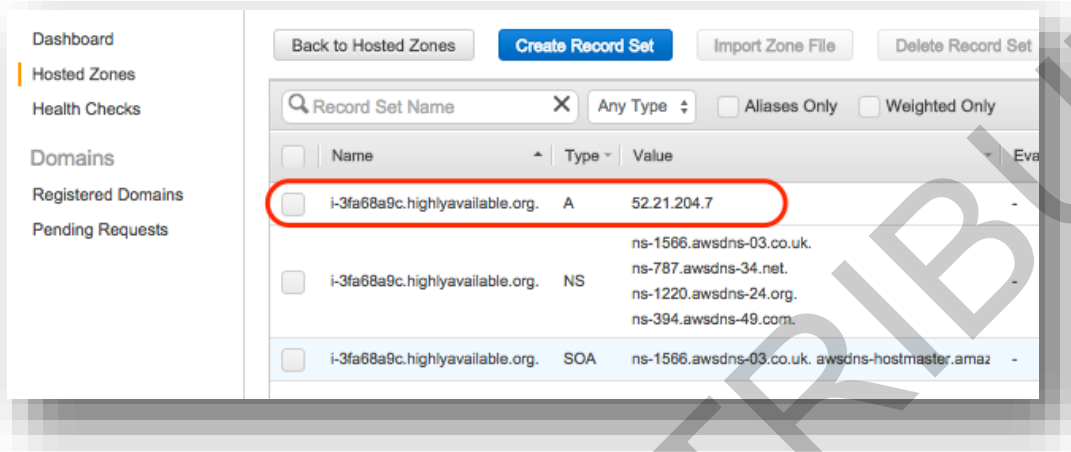 Dashboard
Hosted Zones
Health Checks
Domains
Registered Domains
Pending Requests
Back to Hosted Zones Create Record Set Import Zone File Delete Record Set
Record Set Name X Any Type Aliases Only Weighted Only
Name Type Value Eva
i-3fa68a9c.highlyavailable.org. A 52.21.204.7 -
ns-1566.awsdns-03.co.uk.
ns-787.awsdns-34.net.
i-3fa68a9c.highlyavailable.org. NS -
ns-1220.awsdns-24.org.
ns-394.awsdns-49.com.
i-3fa68a9c.highlyavailable.org. SOA ns-1566.awsdns-03.co.uk. awsdns-hostmaster.amaz -
TRIBU